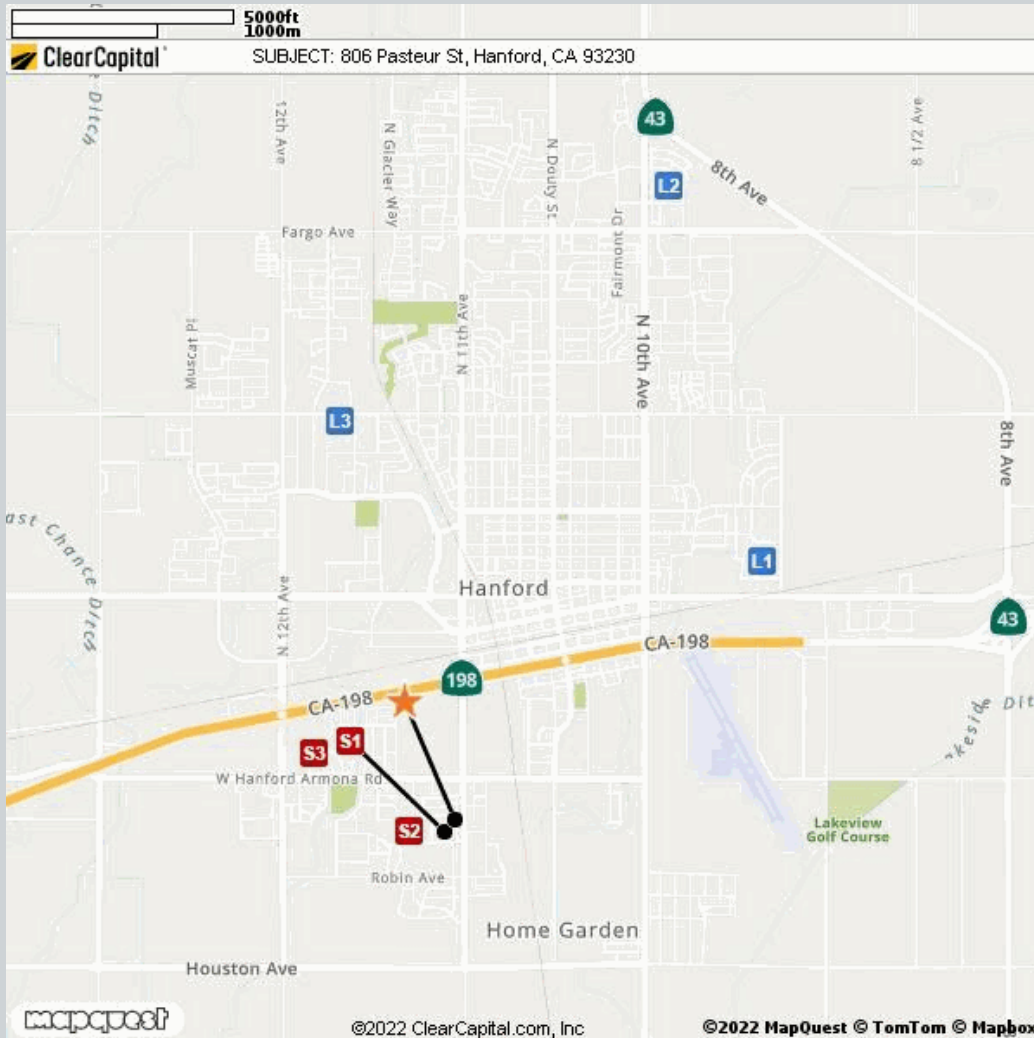 5000ft
1000m
ClearCapital
SUBJECT: 806 Pasteur St, Hanford, CA 93230
Ditch
12th Ave
N Glacier Way
N Douty St
43
8th Ave
8 1/2 Ave
L2
Fargo Ave
Fairmont Dr
N 11th Ave
Muscat Pl
N 10th Ave
L3
8th Ave
ast Chance Ditch
L1
Hanford
N 12th Ave
43
CA-198
198
CA-198
S1
S3
W Hanford Armona Rd
S2
Lakeview
Golf Course
Robin Ave
Home Garden
Houston Ave
mapquest
©2022 ClearCapital.com, Inc
©2022 MapQuest © TomTom © Mapbox